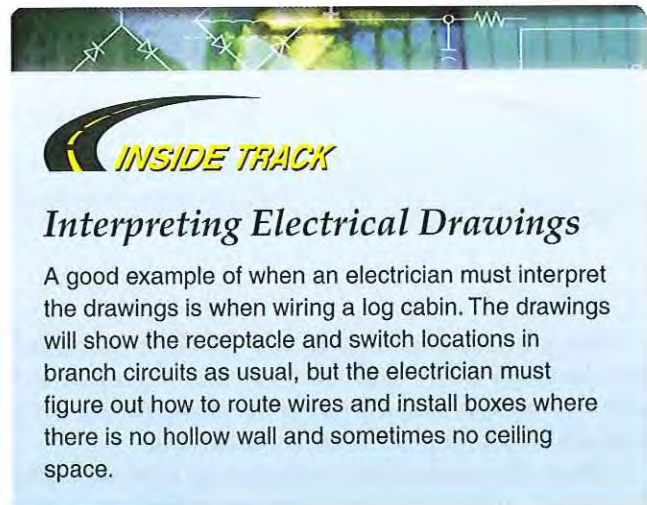 INSIDE TRACK
Interpreting Electrical Drawings
A good example of when an electrician must interpret
the drawings is when wiring a log cabin. The drawings
will show the receptacle and switch locations in
branch circuits as usual, but the electrician must
figure out how to route wires and install boxes where
there is no hollow wall and sometimes no ceiling
space.